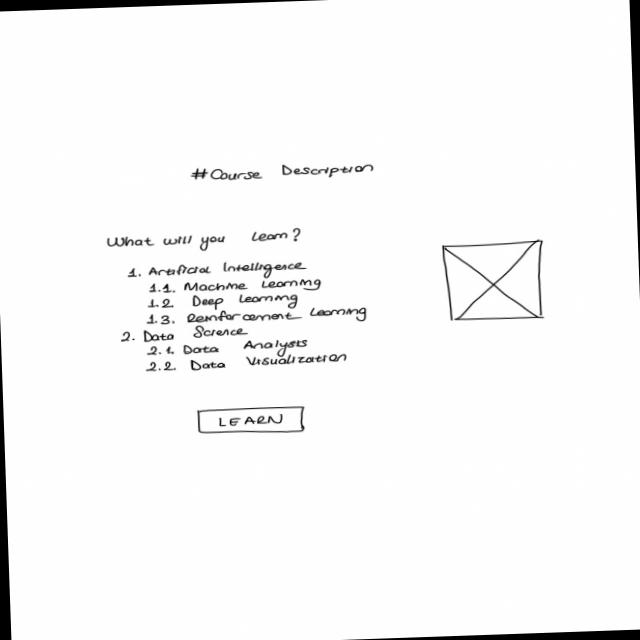 #Course Description
What will you learn?
1. Artificial Intelligence
1.1. Machine Learning
1.2 Deep Learning
1.3. Reinforcement Learning
2. Data Science
2.1. Data Analysis
2.2. Data Visualization
LEARN